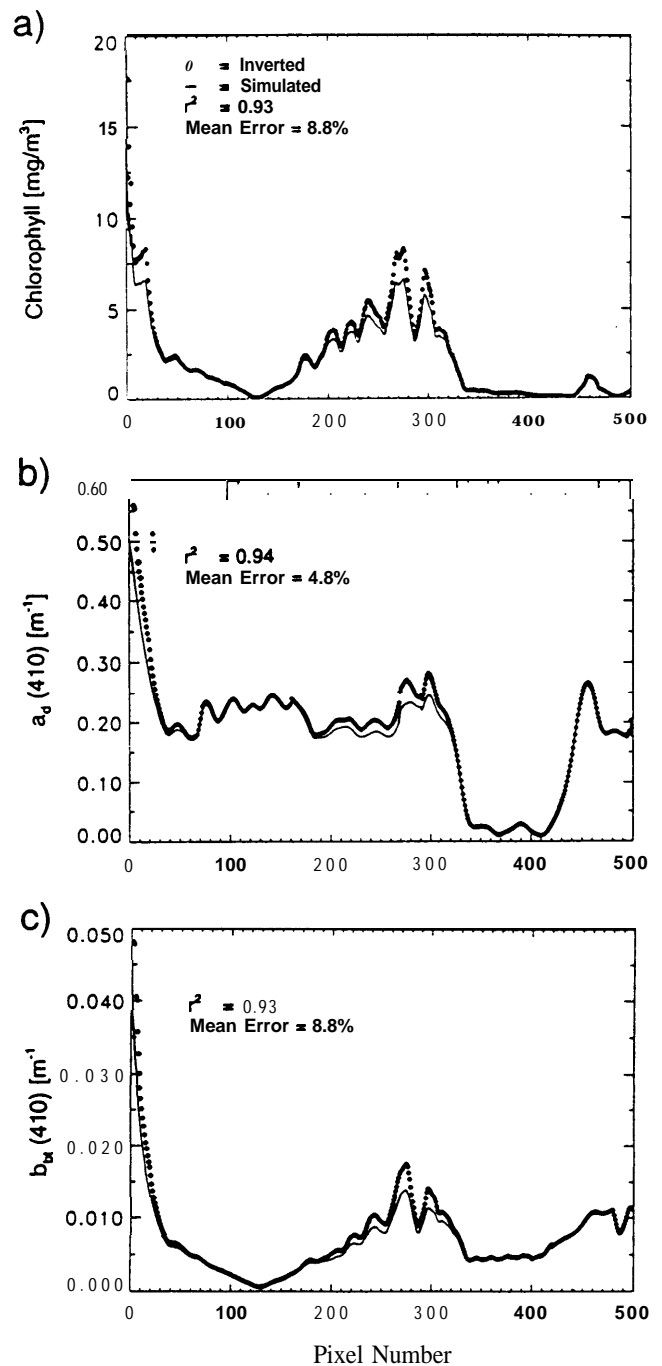 a)
20
15
10
5
0
Chlorophyll [mg/m³]
0 = Inverted
– = Simulated
r² = 0.93
Mean Error = 8.8%
0 100 200 300 400 500
b)
0.60
0.50
0.40
0.30
0.20
0.10
0.00
a_d (410) [m⁻¹]
r² = 0.94
Mean Error = 4.8%
0 100 200 300 400 500
c)
0.050
0.040
0.030
0.020
0.010
0.000
b_bt (410) [m⁻¹]
r² = 0.93
Mean Error = 8.8%
0 100 200 300 400 500
Pixel Number